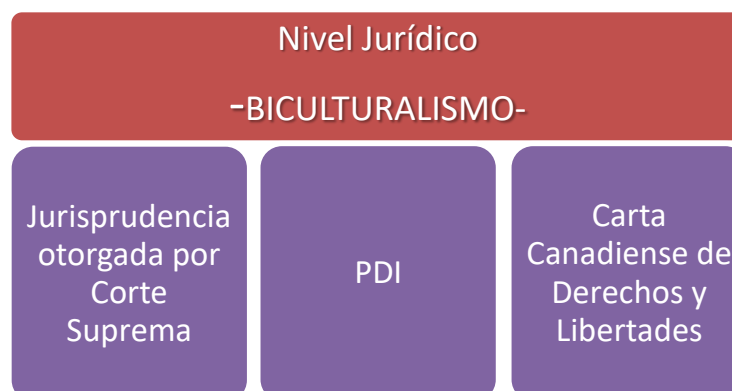 Nivel Jurídico
-BICULTURALISMO-
Jurisprudencia
otorgada por
Corte
Suprema
PDI
Carta
Canadiense de
Derechos y
Libertades